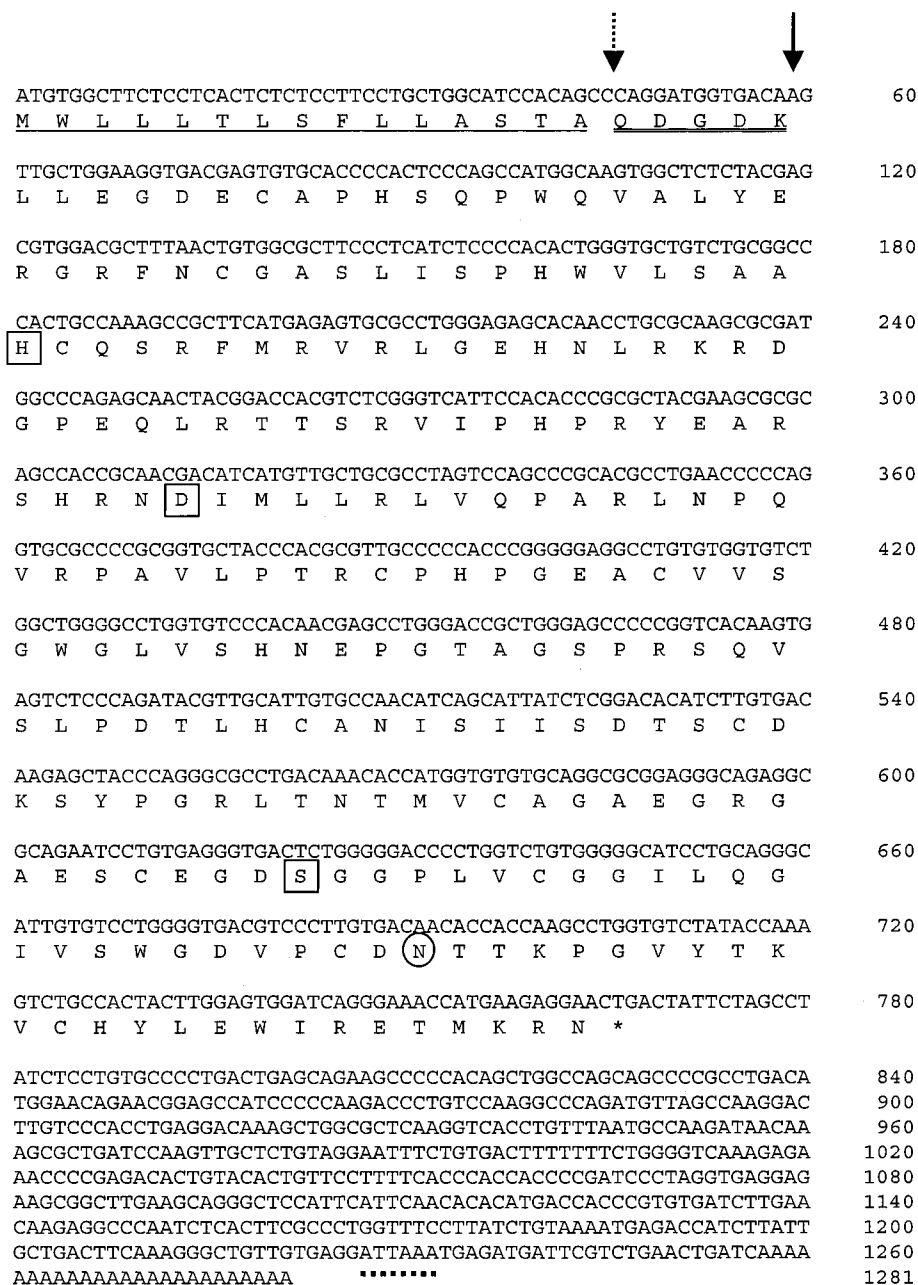 ATGTGGCTTCTCCTCACTCTCTCCTTCCTGCTGGCATCCACAGCCCAGGATGGTGACAAG 60
M W L L L T L S F L L A S T A Q D G D K
TTGCTGGAAGGTGACGAGTGTGCACCCCACTCCCAGCCATGGCAAGTGGCTCTCTACGAG 120
L L E G D E C A P H S Q P W Q V A L Y E
CGTGGACGCTTTAACTGTGGCGCTTCCCTCATCTCCCCACACTGGGTGCTGTCTGCGGCC 180
R G R F N C G A S L I S P H W V L S A A
CACTGCCAAAGCCGCTTCATGAGAGTGCGCCTGGGAGAGCACAACCTGCGCAAGCGCGAT 240
H C Q S R F M R V R L G E H N L R K R D
GGCCCAGAGCAACTACGGACCACGTCTCGGGTCATTCCACACCCGCGCTACGAAGCGCGC 300
G P E Q L R T T S R V I P H P R Y E A R
AGCCACCGCAACGACATCATGTTGCTGCGCCTAGTCCAGCCCGCACGCCTGAACCCCCAG 360
S H R N D I M L L R L V Q P A R L N P Q
GTGCGCCCCGCGGTGCTACCCACGCGTTGCCCCCACCCGGGGGAGGCCTGTGTGGTGTCT 420
V R P A V L P T R C P H P G E A C V V S
GGCTGGGGCCTGGTGTCCCACAACGAGCCTGGGACCGCTGGGAGCCCCCGGTCACAAGTG 480
G W G L V S H N E P G T A G S P R S Q V
AGTCTCCCAGATACGTTGCATTGTGCCAACATCAGCATTATCTCGGACACATCTTGTGAC 540
S L P D T L H C A N I S I I S D T S C D
AAGAGCTACCCAGGGCGCCTGACAAACACCATGGTGTGTGCAGGCGCGGAGGGCAGAGGC 600
K S Y P G R L T N T M V C A G A E G R G
GCAGAATCCTGTGAGGGTGACTCTGGGGGACCCCTGGTCTGTGGGGGCATCCTGCAGGGC 660
A E S C E G D S G G P L V C G G I L Q G
ATTGTGTCCTGGGGTGACGTCCCTTGTGACAACACCACCAAGCCTGGTGTCTATACCAAA 720
I V S W G D V P C D N T T K P G V Y T K
GTCTGCCACTACTTGGAGTGGATCAGGGAAACCATGAAGAGGAACTGACTATTCTAGCCT 780
V C H Y L E W I R E T M K R N *
ATCTCCTGTGCCCCTGACTGAGCAGAAGCCCCCACAGCTGGCCAGCAGCCCCGCCTGACA 840
TGGAACAGAACGGAGCCATCCCCCAAGACCCTGTCCAAGGCCCAGATGTTAGCCAAGGAC 900
TTGTCCCACCTGAGGACAAAGCTGGCGCTCAAGGTCACCTGTTTAATGCCAAGATAACAA 960
AGCGCTGATCCAAGTTGCTCTGTAGGAATTTCTGTGACTTTTTTCTGGGGTCAAAGAGA 1020
AACCCCGAGACACTGTACACTGTTCCTTTTCACCCACCACCCCGATCCCTAGGTGAGGAG 1080
AAGCGGCTTGAAGCAGGGCTCCATTCATTCAACACACATGACCACCCGTGTGATCTTGAA 1140
CAAGAGGCCCAATCTCACTTCGCCCTGGTTTCCTTATCTGTAAAATGAGACCATCTTATT 1200
GCTGACTTCAAAGGGCTGTTGTGAGGATTAAATGAGATGATTCGTCTGAACTGATCAAAA 1260
AAAAAAAAAAAAAAAAAAAAA 1281